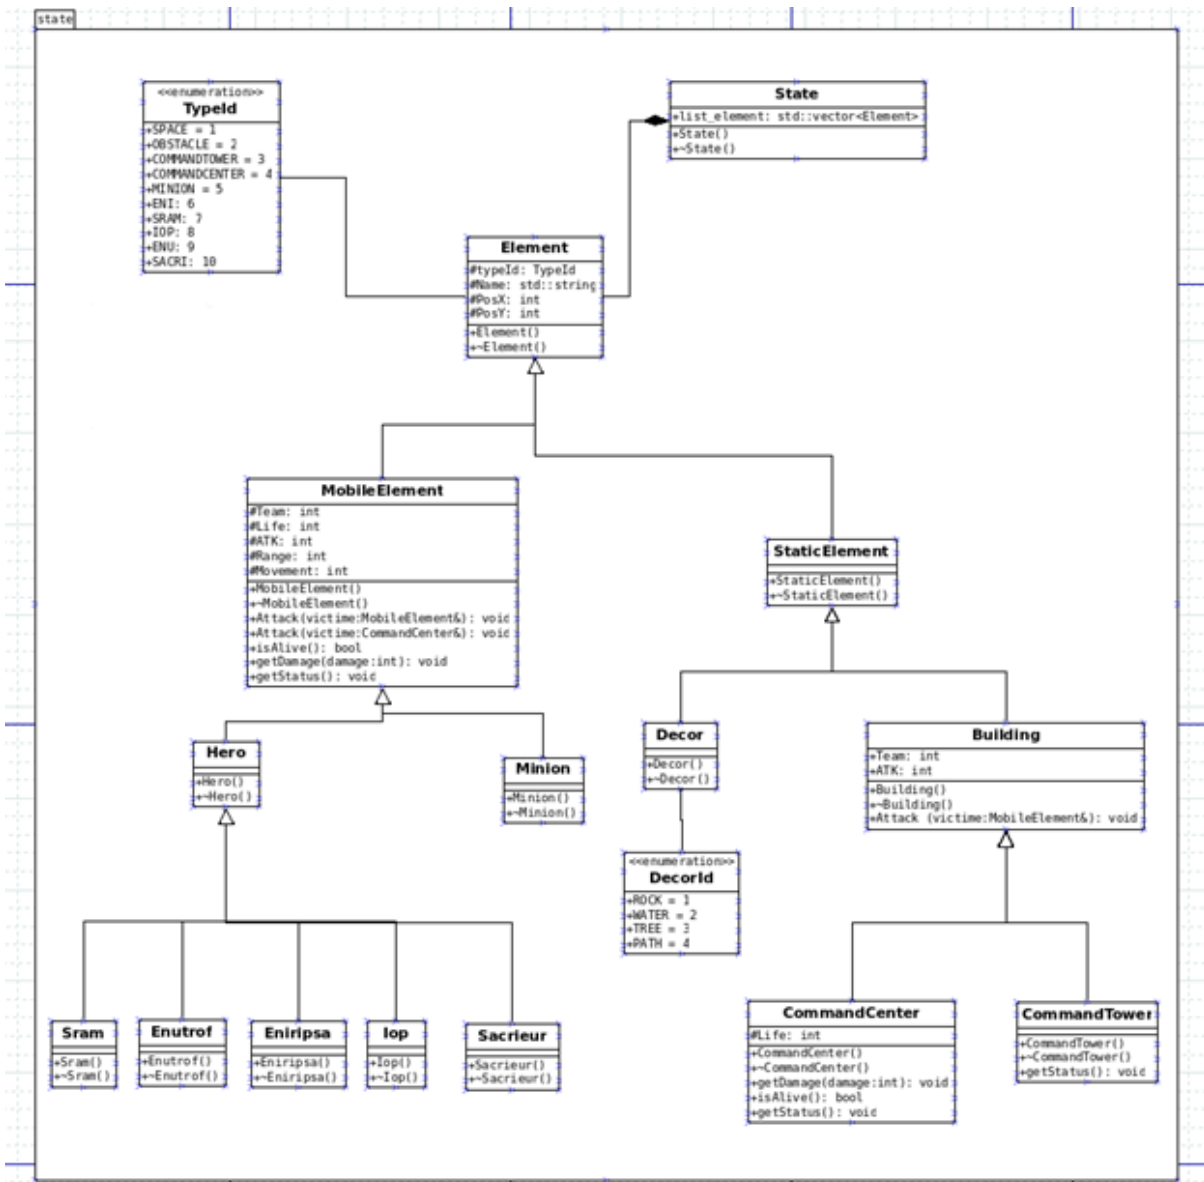 state
<<enumeration>>
TypeId
+SPACE = 1
+OBSTACLE = 2
+COMMANDTOWER = 3
+COMMANDCENTER = 4
+MINION = 5
+ENI: 6
+SRAM: 7
+IOP: 8
+ENU: 9
+SACRI: 10
State
+list_element: std::vector<Element>
+State()
+~State()
Element
#typeId: TypeId
#Name: std::string
#PosX: int
#PosY: int
+Element()
+~Element()
MobileElement
#Team: int
#Life: int
#ATK: int
#Range: int
#Movement: int
+MobileElement()
+~MobileElement()
+Attack(victime:MobileElement&): void
+Attack(victime:CommandCenter&): void
+isAlive(): bool
+getDamage(damage:int): void
+getStatus(): void
StaticElement
+StaticElement()
+~StaticElement()
Hero
+Hero()
+~Hero()
Minion
+Minion()
+~Minion()
Decor
+Decor()
+~Decor()
Building
+Team: int
+ATK: int
+Building()
+~Building()
+Attack (victime:MobileElement&): void
<<enumeration>>
DecorId
+ROCK = 1
+WATER = 2
+TREE = 3
+PATH = 4
Sram
+Sram()
+~Sram()
Enutrof
+Enutrof()
+~Enutrof()
Eniripsa
+Eniripsa()
+~Eniripsa()
Iop
+Iop()
+~Iop()
Sacrieur
+Sacrieur()
+~Sacrieur()
CommandCenter
#Life: int
+CommandCenter()
+~CommandCenter()
+getDamage(damage:int): void
+isAlive(): bool
+getStatus(): void
CommandTower
+CommandTower()
+~CommandTower()
+getStatus(): void